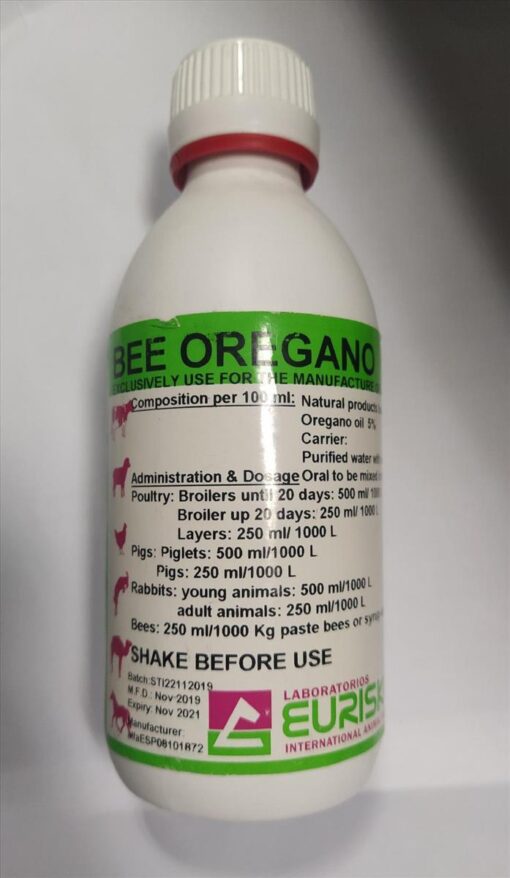 BEE OREGANO
EXCLUSIVELY USE FOR THE MANUFACTURE
Composition per 100 ml: Natural products
Oregano oil 5%
Carrier:
Purified water
Administration & Dosage Oral to be mixed
Poultry: Broilers until 20 days: 500 ml/1000
Broiler up 20 days: 250 ml/1000 L
Layers: 250 ml/ 1000 L
Pigs: Piglets: 500 ml/1000 L
Pigs: 250 ml/1000 L
Rabbits: young animals: 500 ml/1000 L
adult animals: 250 ml/1000 L
Bees: 250 ml/1000 Kg paste bees or
SHAKE BEFORE USE
Batch:STI22112019
M.F.D.: Nov 2019
Expiry: Nov 2021
Manufacturer:
LABORATORIOS
EURISK
INTERNATIONAL